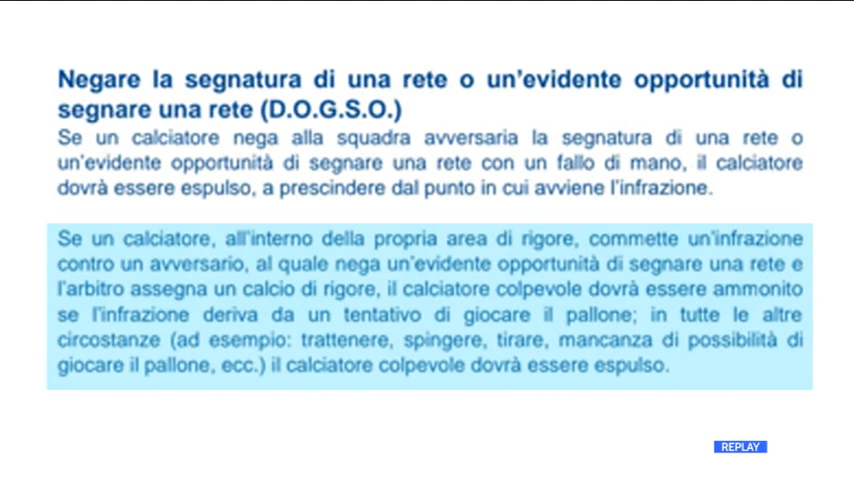 Negare la segnatura di una rete o un'evidente opportunità di
segnare una rete (D.O.G.S.O.)
Se un calciatore nega alla squadra avversaria la segnatura di una rete o
un'evidente opportunità di segnare una rete con un fallo di mano, il calciatore
dovrà essere espulso, a prescindere dal punto in cui avviene l'infrazione.
Se un calciatore, all'interno della propria area di rigore, commette un'infrazione
contro un avversario, al quale nega un'evidente opportunità di segnare una rete e
l'arbitro assegna un calcio di rigore, il calciatore colpevole dovrà essere ammonito
se l'infrazione deriva da un tentativo di giocare il pallone; in tutte le altre
circostanze (ad esempio: trattenere, spingere, tirare, mancanza di possibilità di
giocare il pallone, ecc.) il calciatore colpevole dovrà essere espulso.
REPLAY